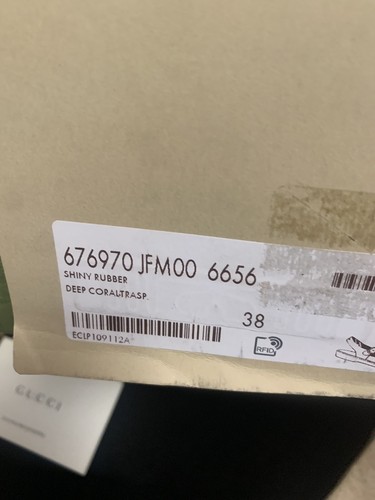 676970 JFM00 6656
SHINY RUBBER
DEEP CORALTRASP.
38
ECLP109112A
RFID
GUCCI